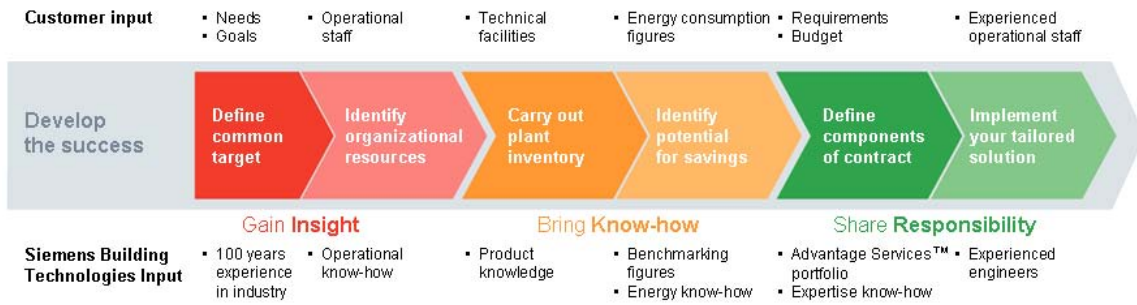 Customer input
▪ Needs
▪ Goals
▪ Operational
staff
▪ Technical
facilities
▪ Energy consumption
figures
▪ Requirements
▪ Budget
▪ Experienced
operational staff
Develop
the success
Define
common
target
Identify
organizational
resources
Carry out
plant
inventory
Identify
potential
for savings
Define
components
of contract
Implement
your tailored
solution
Gain Insight
Bring Know-how
Share Responsibility
Siemens Building
Technologies Input
▪ 100 years
experience
in industry
▪ Operational
know-how
▪ Product
knowledge
▪ Benchmarking
figures
▪ Energy know-how
▪ Advantage Services™
portfolio
▪ Expertise know-how
▪ Experienced
engineers